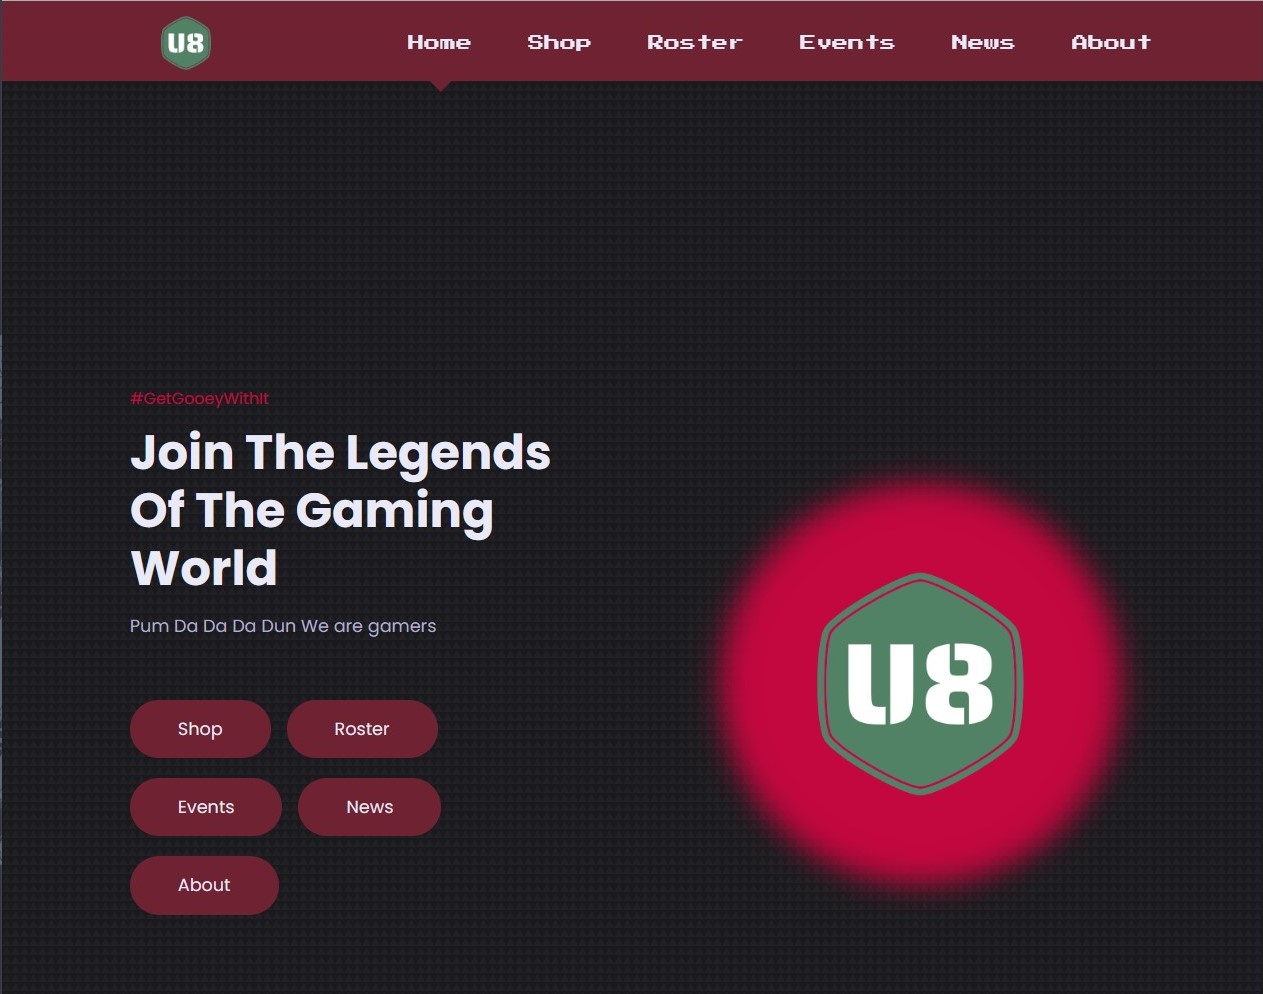 U8
Home Shop Roster Events News About
#GetGooeyWithIt
Join The Legends
Of The Gaming
World
Pum Da Da Da Dun We are gamers
U8
Shop Roster
Events News
About